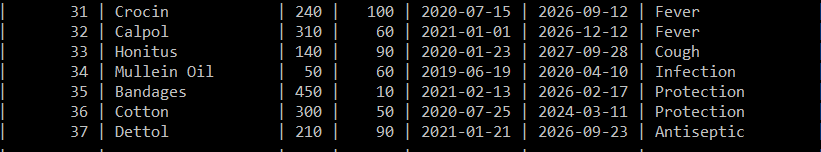 | 31 | Crocin | 240 | 100 | 2020-07-15 | 2026-09-12 | Fever
| 32 | Calpol | 310 | 60 | 2021-01-01 | 2026-12-12 | Fever
| 33 | Honitus | 140 | 90 | 2020-01-23 | 2027-09-28 | Cough
| 34 | Mullein Oil | 50 | 60 | 2019-06-19 | 2020-04-10 | Infection
| 35 | Bandages | 450 | 10 | 2021-02-13 | 2026-02-17 | Protection
| 36 | Cotton | 300 | 50 | 2020-07-25 | 2024-03-11 | Protection
| 37 | Dettol | 210 | 90 | 2021-01-21 | 2026-09-23 | Antiseptic